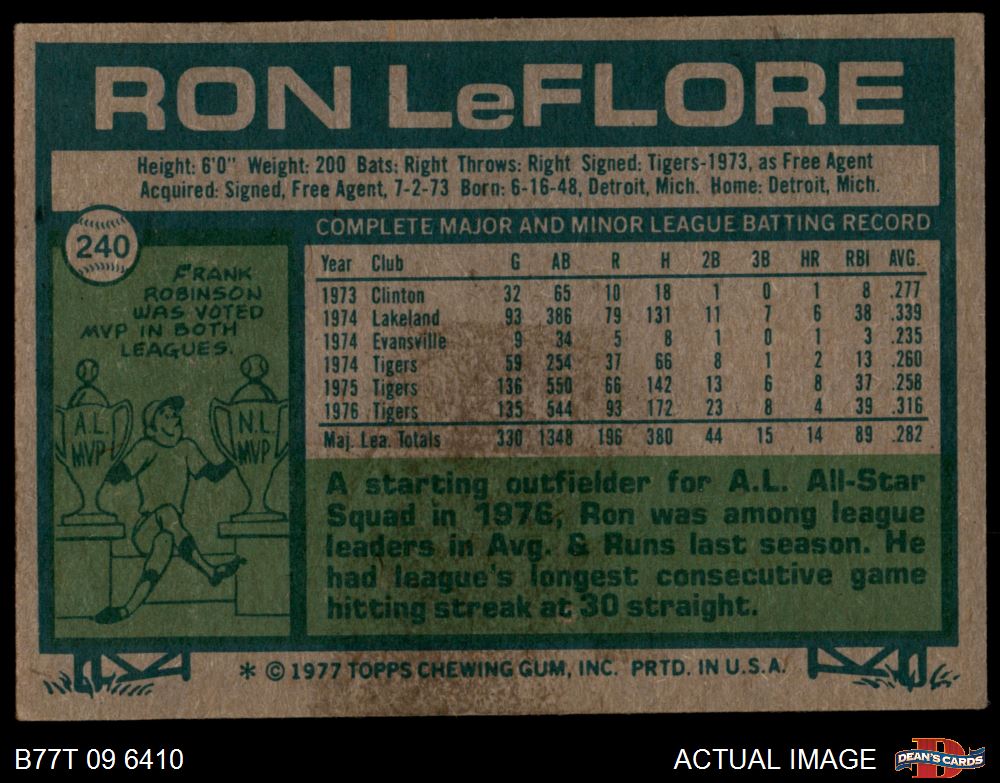 RON LeFLORE
Height: 6'0" Weight: 200 Bats: Right Throws: Right Signed: Tigers-1973, as Free Agent
Acquired: Signed, Free Agent, 7-2-73 Born: 6-16-48, Detroit, Mich. Home: Detroit, Mich.
240
FRANK
ROBINSON
WAS VOTED
MVP IN BOTH
LEAGUES.
A.L.
MVP
N.L
MVP
COMPLETE MAJOR AND MINOR LEAGUE BATTING RECORD
Year Club G AB R H 2B 3B HR RBI AVG.
1973 Clinton 32 65 10 18 1 0 1 8 .277
1974 Lakeland 93 386 79 131 11 7 6 38 .339
1974 Evansville 9 34 5 8 1 0 1 3 .235
1974 Tigers 59 254 37 66 8 1 2 13 .260
1975 Tigers 136 550 66 142 13 6 8 37 .258
1976 Tigers 135 544 93 172 23 8 4 39 .316
Maj. Lea. Totals 330 1348 196 380 44 15 14 89 .282
A starting outfielder for A.L. All-Star
Squad in 1976, Ron was among league
leaders in Avg. & Runs last season. He
had league's longest consecutive game
hitting streak at 30 straight.
* © 1977 TOPPS CHEWING GUM, INC. PRTD. IN U.S.A.
B77T 09 6410
ACTUAL IMAGE
D
DEAN'S CARDS